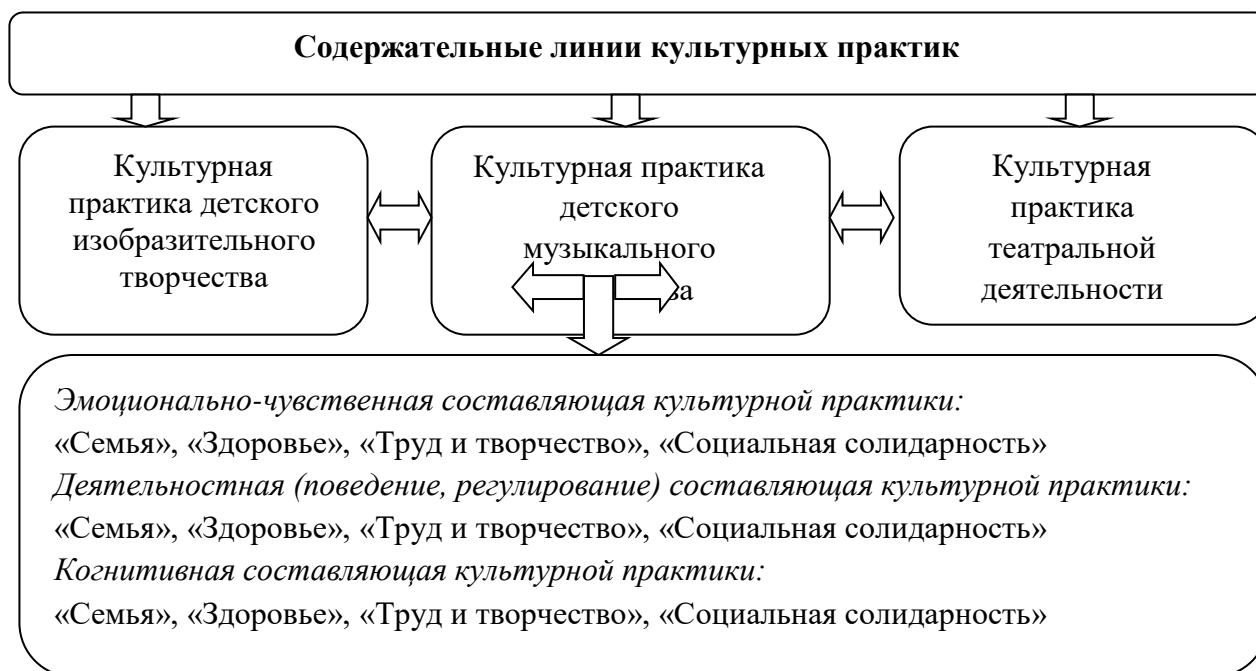 Содержательные линии культурных практик
Культурная
практика детского
изобразительного
творчества
Культурная практика
детского
музыкального
ва
Культурная
практика
театральной
деятельности
Эмоционально-чувственная составляющая культурной практики:
«Семья», «Здоровье», «Труд и творчество», «Социальная солидарность»
Деятельностная (поведение, регулирование) составляющая культурной практики:
«Семья», «Здоровье», «Труд и творчество», «Социальная солидарность»
Когнитивная составляющая культурной практики:
«Семья», «Здоровье», «Труд и творчество», «Социальная солидарность»